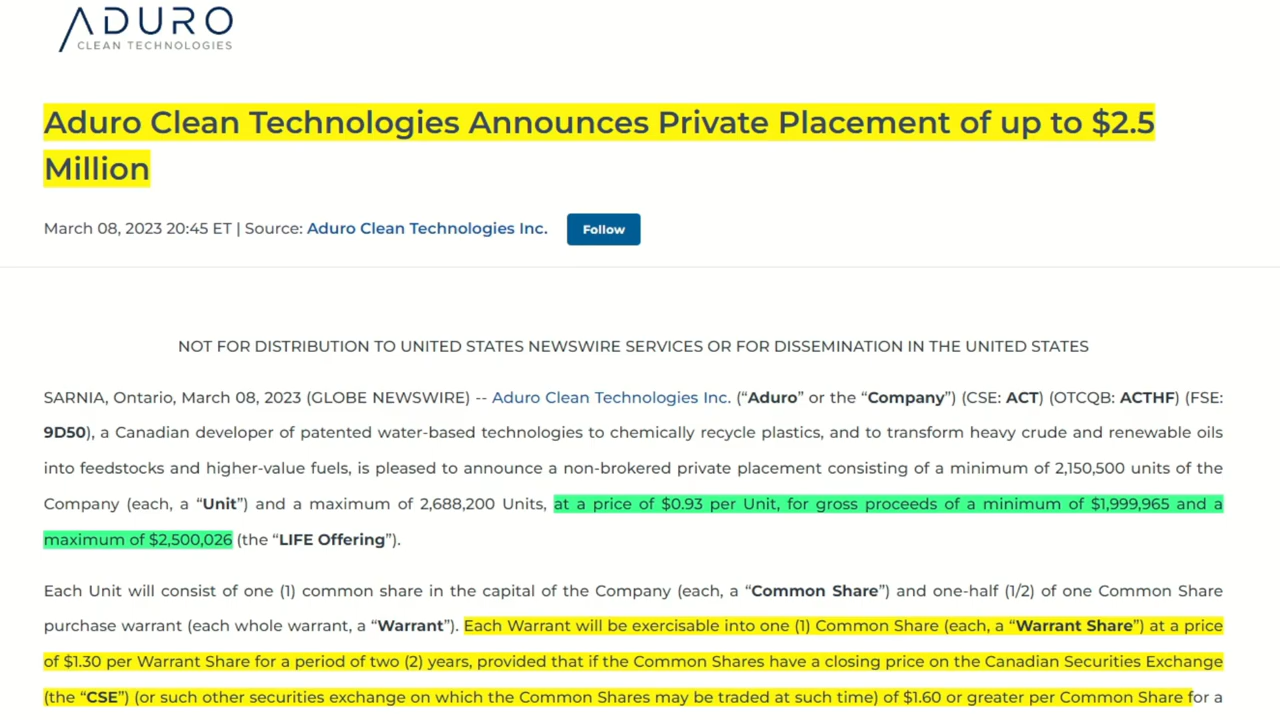 ADURO
CLEAN TECHNOLOGIES
Aduro Clean Technologies Announces Private Placement of up to $2.5
Million
March 08, 2023 20:45 ET | Source: Aduro Clean Technologies Inc.
Follow
NOT FOR DISTRIBUTION TO UNITED STATES NEWSWIRE SERVICES OR FOR DISSEMINATION IN THE UNITED STATES
SARNIA, Ontario, March 08, 2023 (GLOBE NEWSWIRE) -- Aduro Clean Technologies Inc. (“Aduro” or the “Company”) (CSE: ACT) (OTCQB: ACTHF) (FSE:
9D50), a Canadian developer of patented water-based technologies to chemically recycle plastics, and to transform heavy crude and renewable oils
into feedstocks and higher-value fuels, is pleased to announce a non-brokered private placement consisting of a minimum of 2,150,500 units of the
Company (each, a “Unit”) and a maximum of 2,688,200 Units, at a price of $0.93 per Unit, for gross proceeds of a minimum of $1,999,965 and a
maximum of $2,500,026 (the “LIFE Offering”).
Each Unit will consist of one (1) common share in the capital of the Company (each, a “Common Share”) and one-half (1/2) of one Common Share
purchase warrant (each whole warrant, a “Warrant”). Each Warrant will be exercisable into one (1) Common Share (each, a “Warrant Share”) at a price
of $1.30 per Warrant Share for a period of two (2) years, provided that if the Common Shares have a closing price on the Canadian Securities Exchange
(the “CSE”) (or such other securities exchange on which the Common Shares may be traded at such time) of $1.60 or greater per Common Share for a